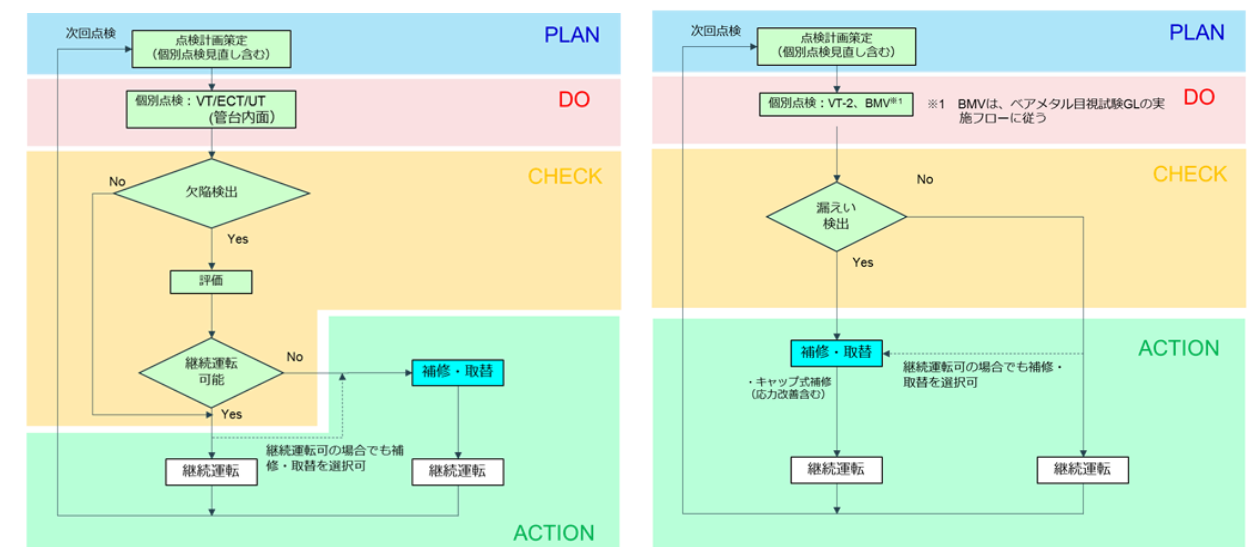 次回点検
点検計画策定
（個別点検見直し含む）
PLAN
個別点検：VT/ECT/UT
(管台内面）
DO
CHECK
No
欠陥検出
Yes
評価
継続運転
可能
No
補修・取替
Yes
継続運転可の場合でも補
修・取替を選択可
継続運転
継続運転
ACTION
次回点検
点検計画策定
（個別点検見直し含む）
PLAN
個別点検：VT-2、BMV※1
※1　BMVは、ベアメタル目視試験GLの実
施フローに従う
DO
CHECK
No
漏えい
検出
Yes
ACTION
補修・取替
継続運転可の場合でも補修・
取替を選択可
・キャップ式補修
（応力改善含む）
継続運転
継続運転